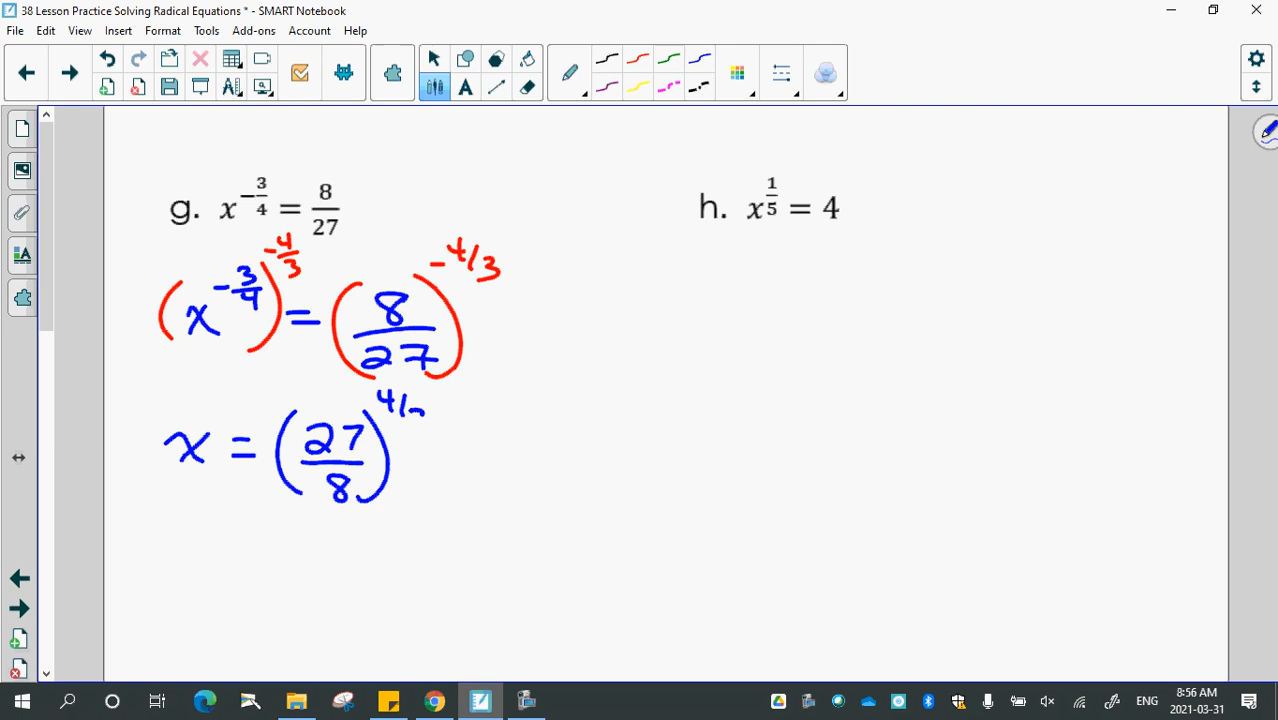 38 Lesson Practice Solving Radical Equations * - SMART Notebook
File Edit View Insert Format Tools Add-ons Account Help
g. x^{-3/4} = 8/27
h. x^{1/5} = 4
(x^{-3/4})^{-4/3} = (8/27)^{-4/3}
x = (27/8)^{4/
ENG
8:56 AM
2021-03-31